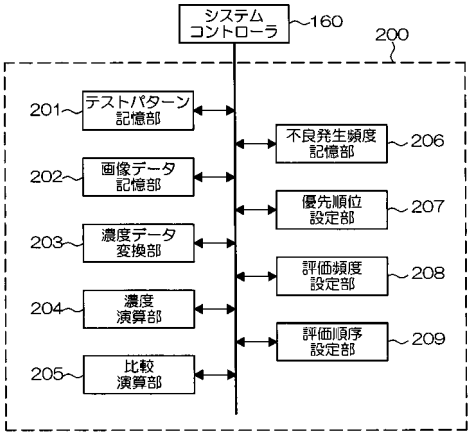 システム
コントローラ
160
200
201
テストパターン
記憶部
202
画像データ
記憶部
203
濃度データ
変換部
204
濃度
演算部
205
比較
演算部
不良発生頻度
記憶部
206
優先順位
設定部
207
評価頻度
設定部
208
評価順序
設定部
209